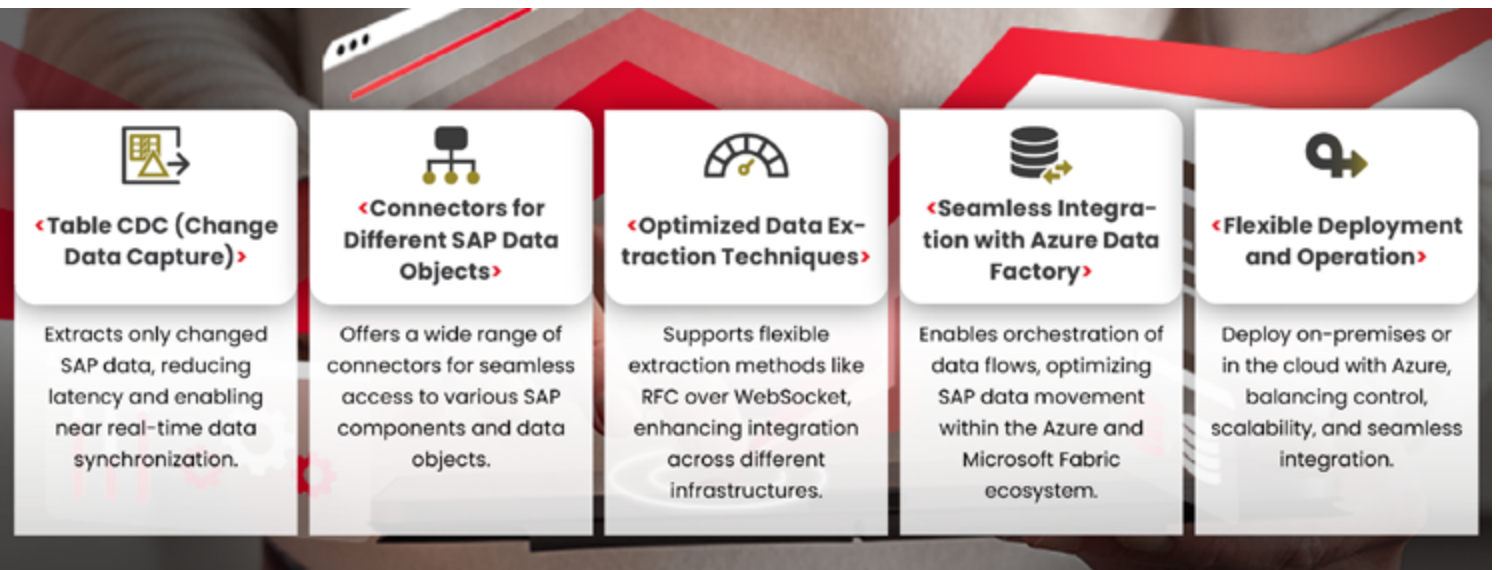 <Table CDC (Change
Data Capture)>
Extracts only changed
SAP data, reducing
latency and enabling
near real-time data
synchronization.
<Connectors for
Different SAP Data
Objects>
Offers a wide range of
connectors for seamless
access to various SAP
components and data
objects.
<Optimized Data Ex-
traction Techniques>
Supports flexible
extraction methods like
RFC over WebSocket,
enhancing integration
across different
infrastructures.
<Seamless Integra-
tion with Azure Data
Factory>
Enables orchestration of
data flows, optimizing
SAP data movement
within the Azure and
Microsoft Fabric
ecosystem.
<Flexible Deployment
and Operation>
Deploy on-premises or
in the cloud with Azure,
balancing control,
scalability, and seamless
integration.